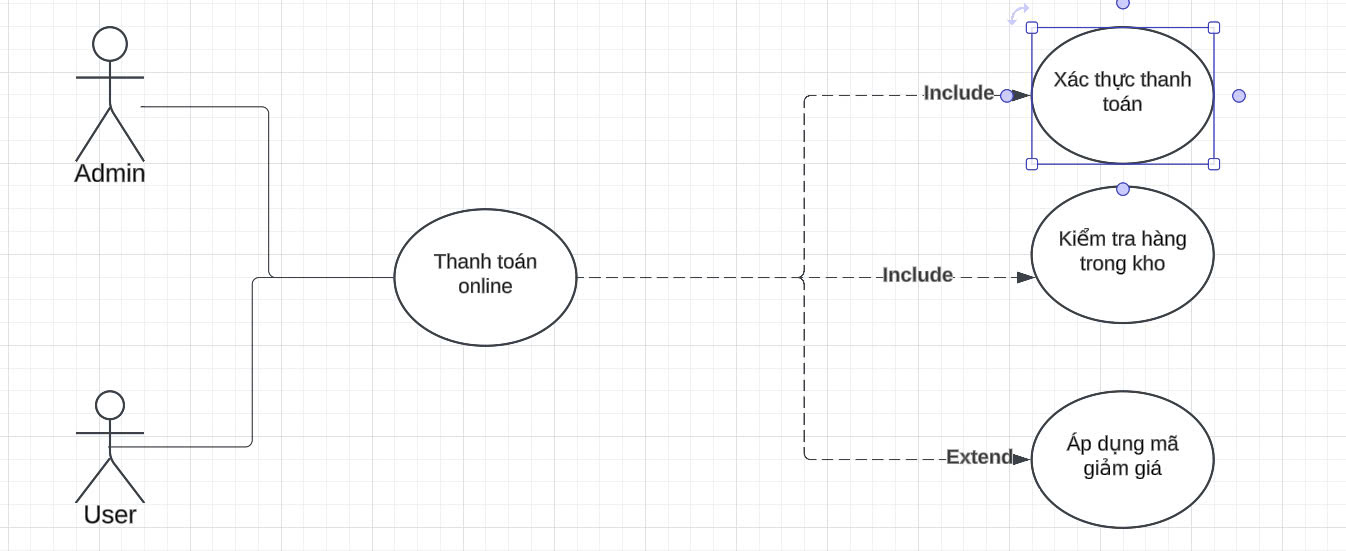 Admin
User
Thanh toán
online
Include
Include
Extend
Xác thực thanh
toán
Kiểm tra hàng
trong kho
Áp dụng mã
giảm giá